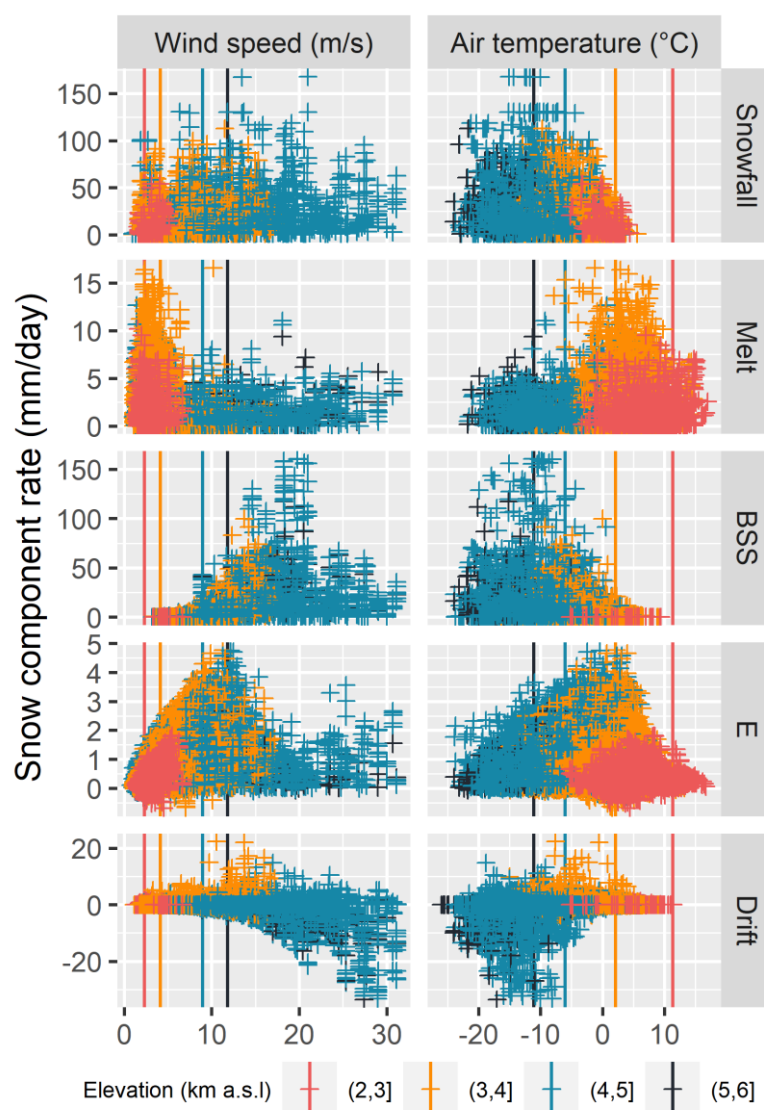 Wind speed (m/s) Air temperature (°C)
Snow component rate (mm/day)
150
100
50
0
Snowfall
15
10
5
0
Melt
150
100
50
0
BSS
5
4
3
2
1
0
E
20
0
-20
Drift
0 10 20 30 -20 -10 0 10
Elevation (km a.s.l) (2,3] (3,4] (4,5] (5,6]